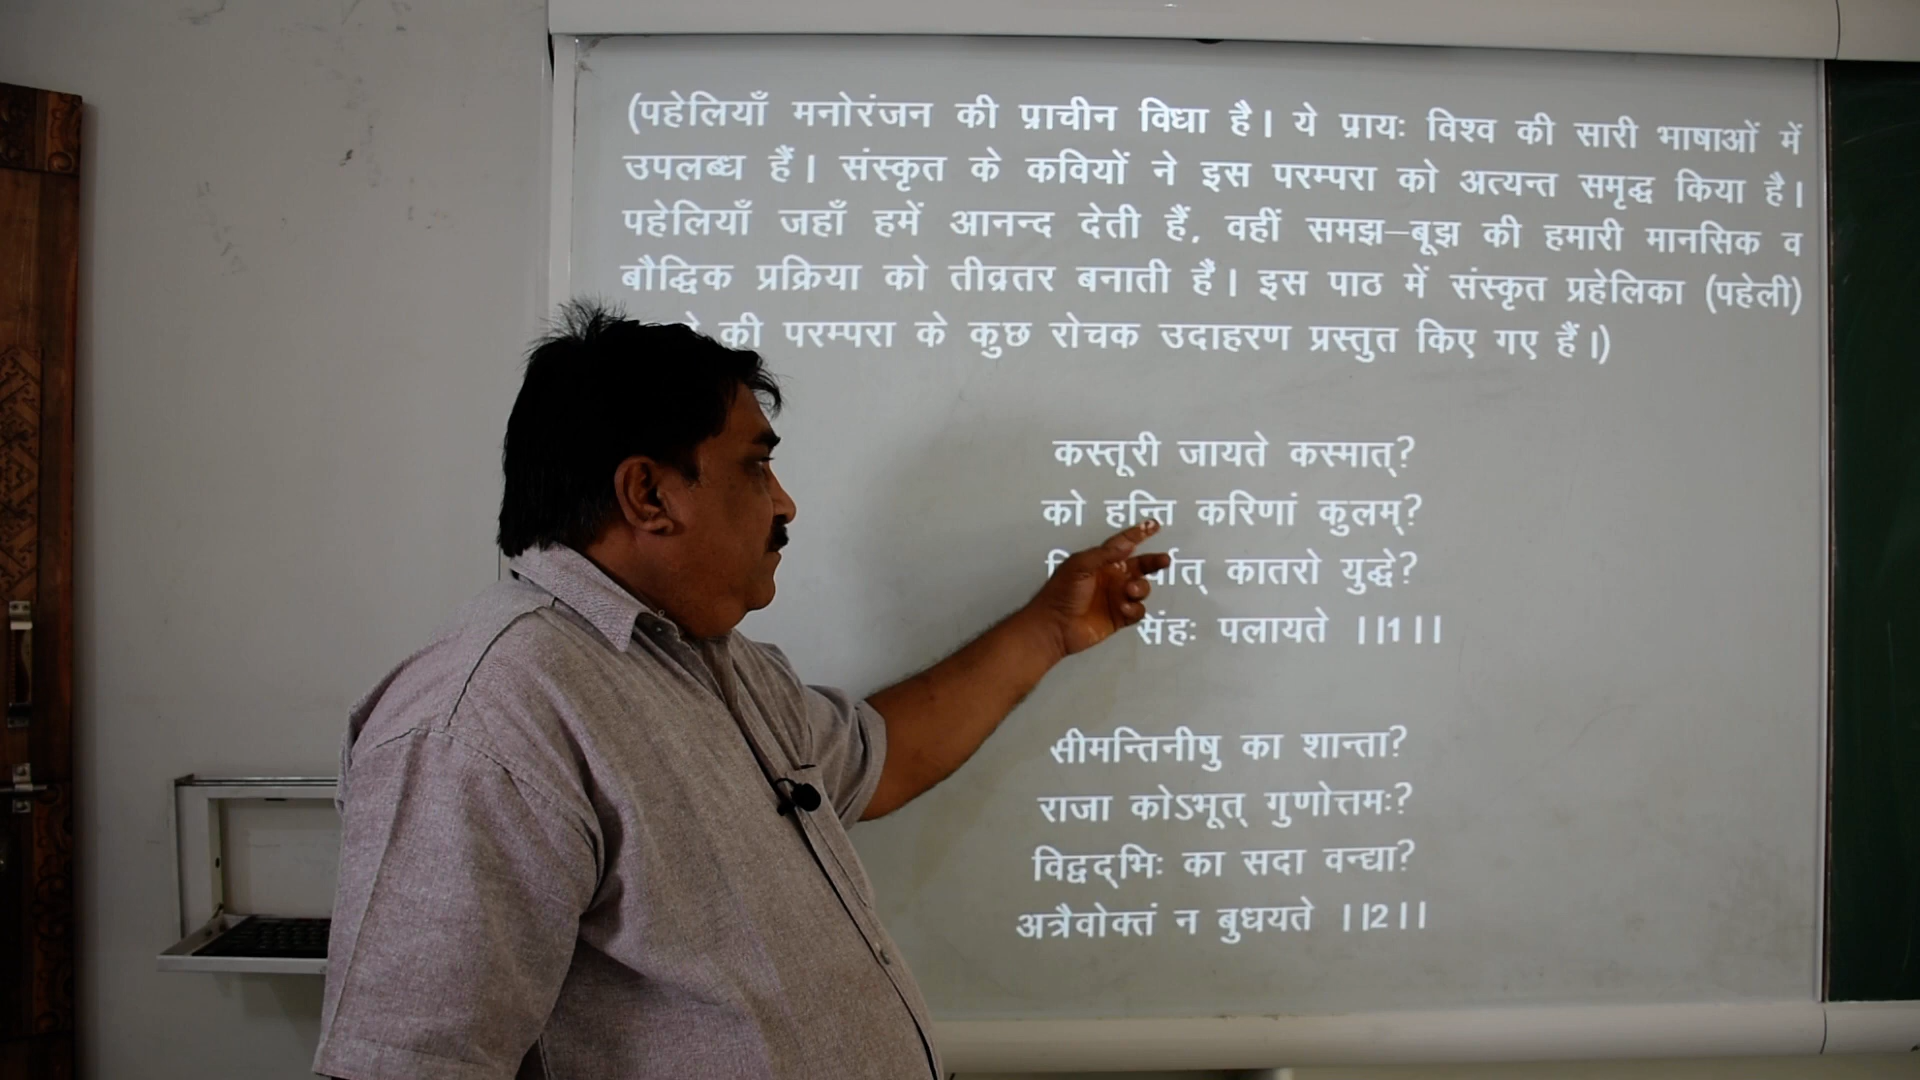 (पहेलियाँ मनोरंजन की प्राचीन विधा है। ये प्रायः विश्व की सारी भाषाओं में
उपलब्ध हैं। संस्कृत के कवियों ने इस परम्परा को अत्यन्त समृद्ध किया है।
पहेलियाँ जहाँ हमें आनन्द देती हैं, वहीं समझ–बूझ की हमारी मानसिक व
बौद्धिक प्रक्रिया को तीव्रतर बनाती हैं। इस पाठ में संस्कृत प्रहेलिका (पहेली)
की परम्परा के कुछ रोचक उदाहरण प्रस्तुत किए गए हैं।)
कस्तूरी जायते कस्मात्?
को हन्ति करिणां कुलम्?
कातरो युद्धे?
सिंहः पलायते ।।1।।
सीमन्तिनीषु का शान्ता?
राजा कोऽभूत् गुणोत्तमः?
विद्वद्भिः का सदा वन्द्या?
अत्रैवोक्तं न बुधयते ।।2।।